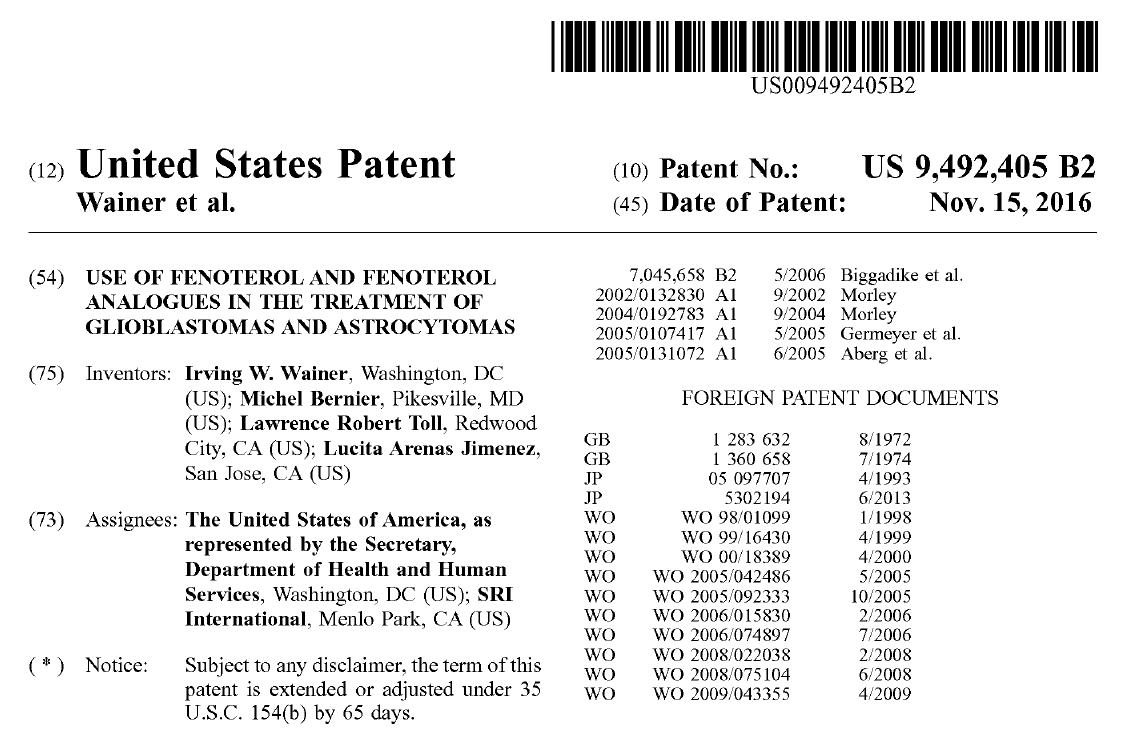 US009492405B2
(12) United States Patent
Wainer et al.
(10) Patent No.: US 9,492,405 B2
(45) Date of Patent: Nov. 15, 2016
(54) USE OF FENOTEROL AND FENOTEROL
ANALOGUES IN THE TREATMENT OF
GLIOBLASTOMAS AND ASTROCYTOMAS
(75) Inventors: Irving W. Wainer, Washington, DC
(US); Michel Bernier, Pikesville, MD
(US); Lawrence Robert Toll, Redwood
City, CA (US); Lucita Arenas Jimenez,
San Jose, CA (US)
(73) Assignees: The United States of America, as
represented by the Secretary,
Department of Health and Human
Services, Washington, DC (US); SRI
International, Menlo Park, CA (US)
( * ) Notice: Subject to any disclaimer, the term of this
patent is extended or adjusted under 35
U.S.C. 154(b) by 65 days.
7,045,658 B2 5/2006 Biggadike et al.
2002/0132830 A1 9/2002 Morley
2004/0192783 A1 9/2004 Morley
2005/0107417 A1 5/2005 Germeyer et al.
2005/0131072 A1 6/2005 Aberg et al.
FOREIGN PATENT DOCUMENTS
GB 1 283 632 8/1972
GB 1 360 658 7/1974
JP 05 097707 4/1993
JP 5302194 6/2013
WO WO 98/01099 1/1998
WO WO 99/16430 4/1999
WO WO 00/18389 4/2000
WO WO 2005/042486 5/2005
WO WO 2005/092333 10/2005
WO WO 2006/015830 2/2006
WO WO 2006/074897 7/2006
WO WO 2008/022038 2/2008
WO WO 2008/075104 6/2008
WO WO 2009/043355 4/2009